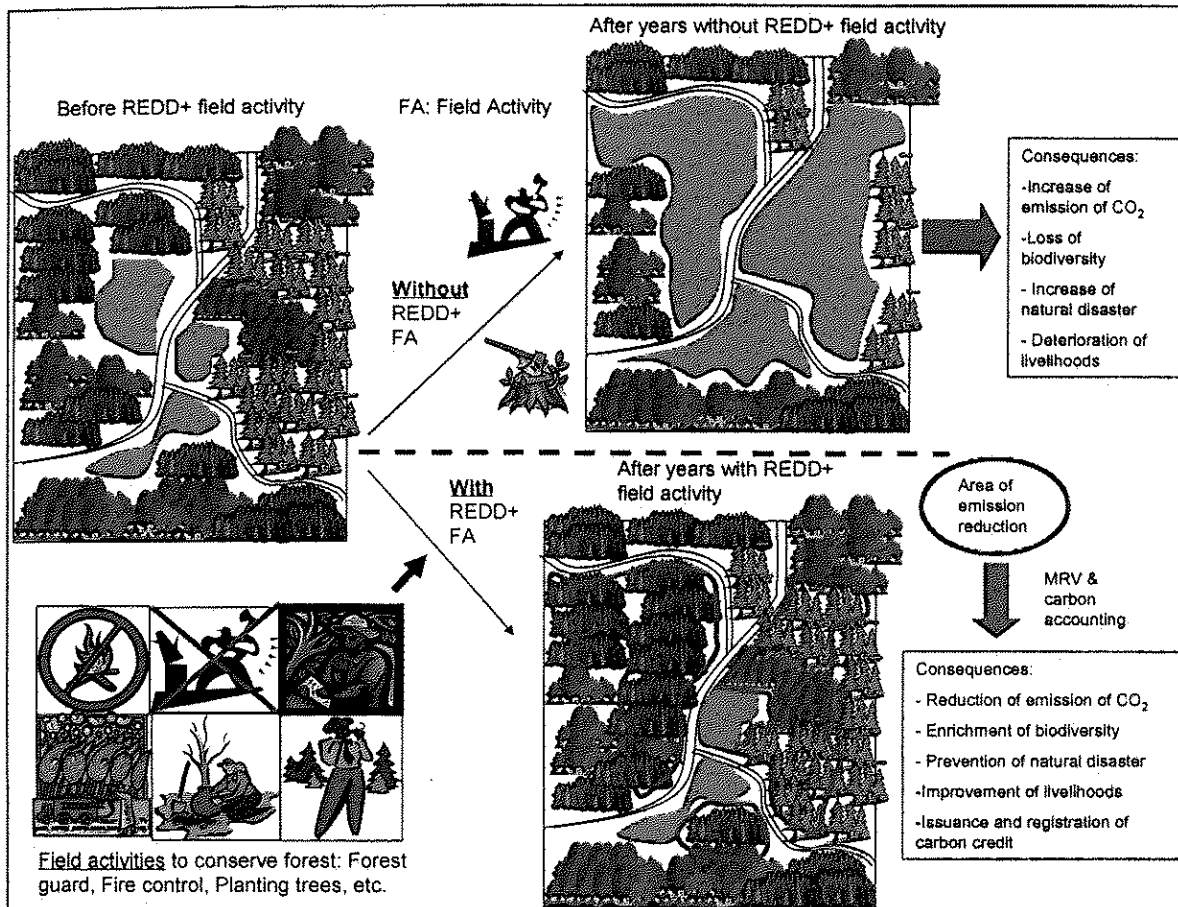 After years without REDD+ field activity
Before REDD+ field activity
FA: Field Activity
Without
REDD+
FA
Consequences:
-Increase of
emission of CO₂
-Loss of
biodiversity
- Increase of
natural disaster
- Deterioration of
livelihoods
With
REDD+
FA
After years with REDD+
field activity
Area of
emission
reduction
MRV &
carbon
accounting
Consequences:
- Reduction of emission of CO₂
- Enrichment of biodiversity
- Prevention of natural disaster
-Improvement of livelihoods
-Issuance and registration of
carbon credit
Field activities to conserve forest: Forest
guard, Fire control, Planting trees, etc.